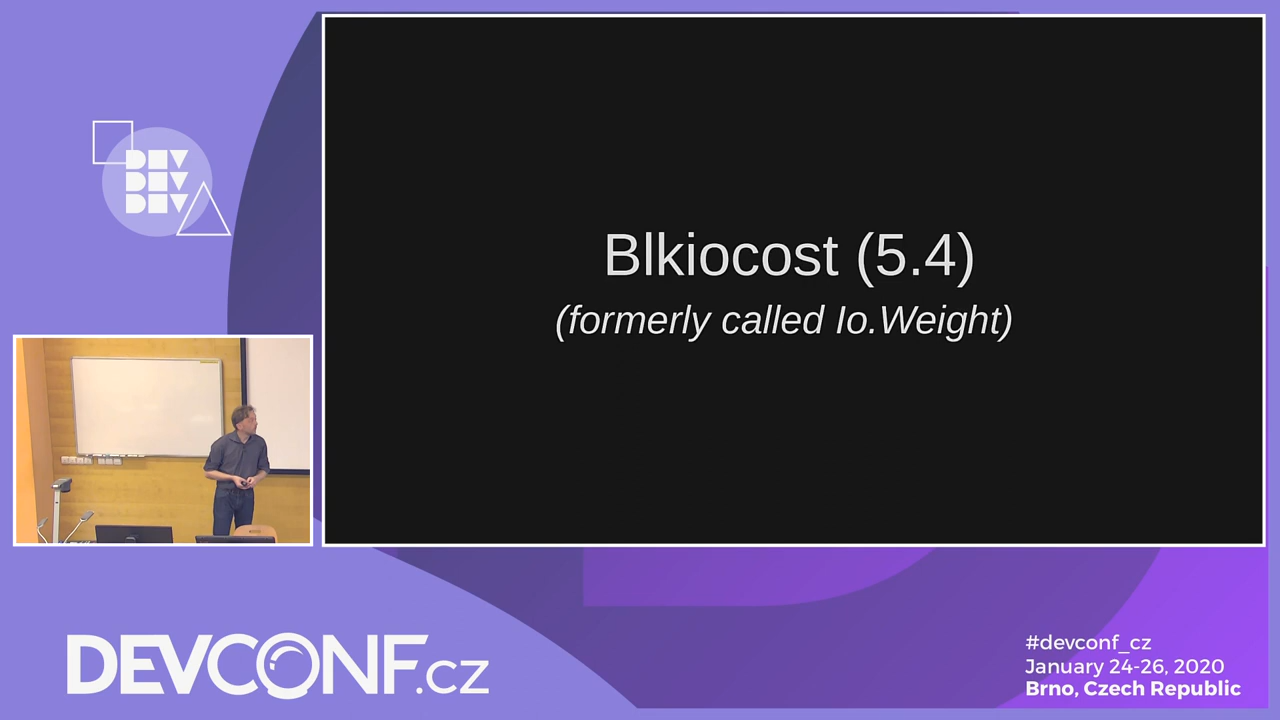 DEV
DEV
DEV
Blkiocost (5.4)
(formerly called Io.Weight)
DEVCONF.cz
#devconf_cz
January 24-26, 2020
Brno, Czech Republic